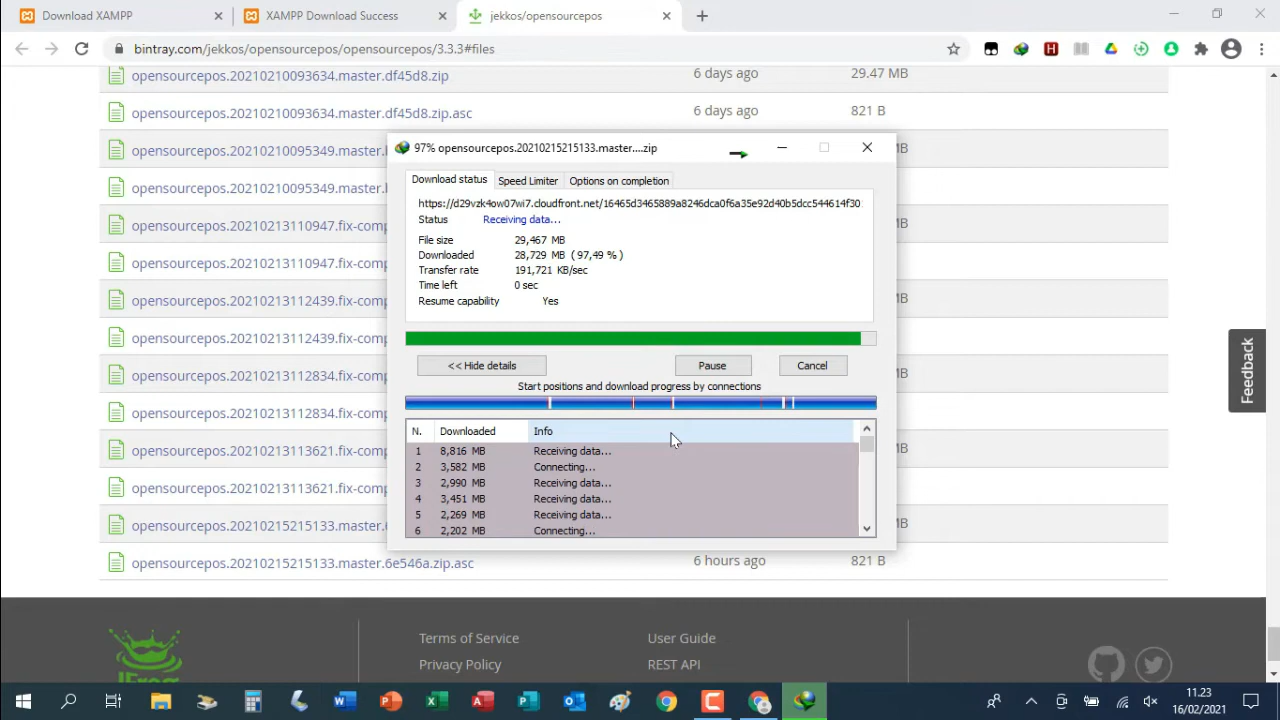 Download XAMPP
XAMPP Download Success
jekkos/opensourcepos
bintray.com/jekkos/opensourcepos/opensourcepos/3.3.3#files
opensourcepos.20210210093634.master.df45d8.zip 6 days ago 29.47 MB
opensourcepos.20210210093634.master.df45d8.zip.asc 6 days ago 821 B
opensourcepos.20210210095349.master.
opensourcepos.20210210095349.master.
opensourcepos.20210213110947.fix-comp
opensourcepos.20210213110947.fix-comp
opensourcepos.20210213112439.fix-comp
opensourcepos.20210213112439.fix-comp
opensourcepos.20210213112834.fix-comp
opensourcepos.20210213112834.fix-comp
opensourcepos.20210213113621.fix-comp
opensourcepos.20210213113621.fix-comp
opensourcepos.20210215215133.master.6
opensourcepos.20210215215133.master.6e546a.zip.asc 6 hours ago 821 B
97% opensourcepos.20210215215133.master....zip
Download status Speed Limiter Options on completion
https://d29vzk4ow07wi7.cloudfront.net/16465d3465889a8246dca0f6a35e92d40b5dcc544614f30
Status Receiving data...
File size 29,467 MB
Downloaded 28,729 MB ( 97,49 % )
Transfer rate 191,721 KB/sec
Time left 0 sec
Resume capability Yes
<< Hide details Pause Cancel
Start positions and download progress by connections
N. Downloaded Info
1 8,816 MB Receiving data...
2 3,582 MB Connecting...
3 2,990 MB Receiving data...
4 3,451 MB Receiving data...
5 2,269 MB Receiving data...
6 2,202 MB Connecting...
Feedback
Terms of Service User Guide
Privacy Policy REST API
11.23
16/02/2021